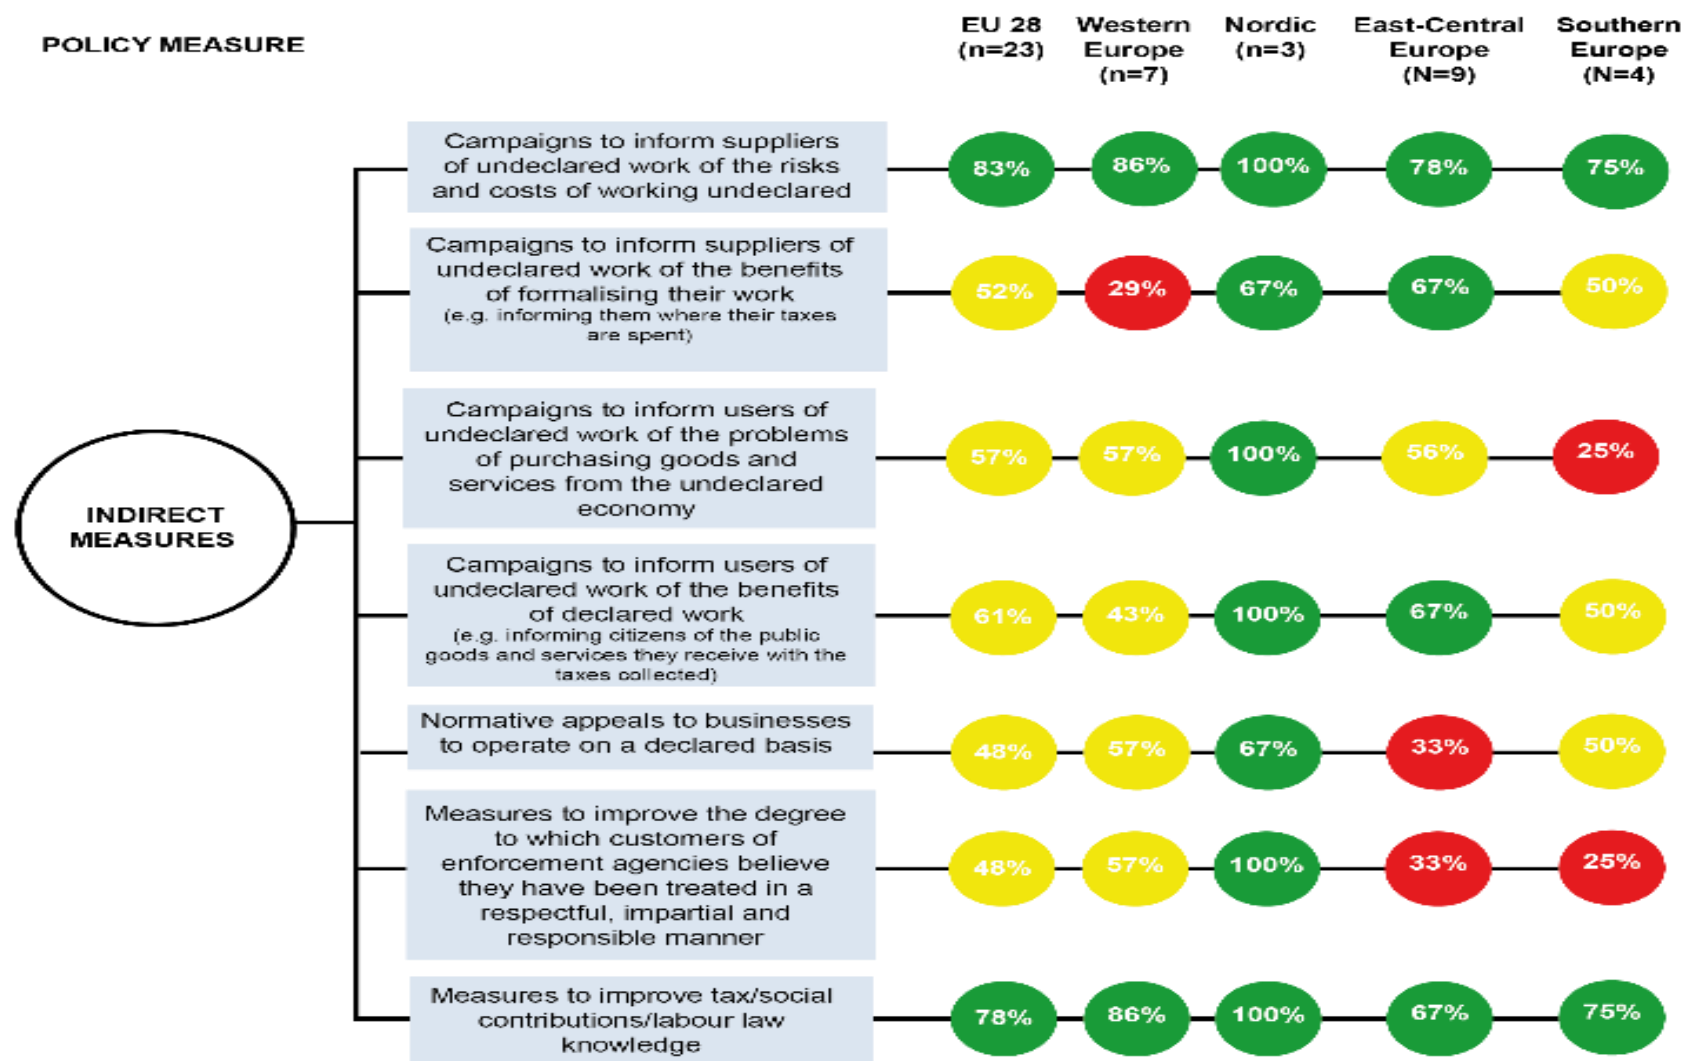 POLICY MEASURE
EU 28
(n=23)
Western
Europe
(n=7)
Nordic
(n=3)
East-Central
Europe
(N=9)
Southern
Europe
(N=4)
INDIRECT
MEASURES
Campaigns to inform suppliers
of undeclared work of the risks
and costs of working undeclared
83%
86%
100%
78%
75%
Campaigns to inform suppliers of
undeclared work of the benefits
of formalising their work
(e.g. informing them where their taxes
are spent)
52%
29%
67%
67%
50%
Campaigns to inform users of
undeclared work of the problems
of purchasing goods and
services from the undeclared
economy
57%
57%
100%
56%
25%
Campaigns to inform users of
undeclared work of the benefits
of declared work
(e.g. informing citizens of the public
goods and services they receive with the
taxes collected)
61%
43%
100%
67%
50%
Normative appeals to businesses
to operate on a declared basis
48%
57%
67%
33%
50%
Measures to improve the degree
to which customers of
enforcement agencies believe
they have been treated in a
respectful, impartial and
responsible manner
48%
57%
100%
33%
25%
Measures to improve tax/social
contributions/labour law
knowledge
78%
86%
100%
67%
75%